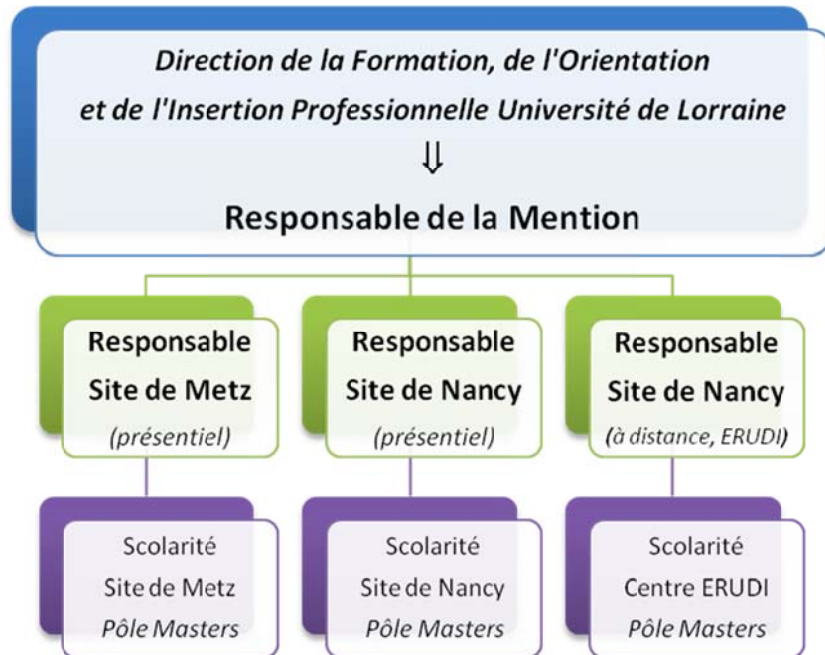 Direction de la Formation, de l'Orientation
et de l'Insertion Professionnelle Université de Lorraine
⇓
Responsable de la Mention
Responsable
Site de Metz
(présentiel)
Responsable
Site de Nancy
(présentiel)
Responsable
Site de Nancy
(à distance, ERUDI)
Scolarité
Site de Metz
Pôle Masters
Scolarité
Site de Nancy
Pôle Masters
Scolarité
Centre ERUDI
Pôle Masters